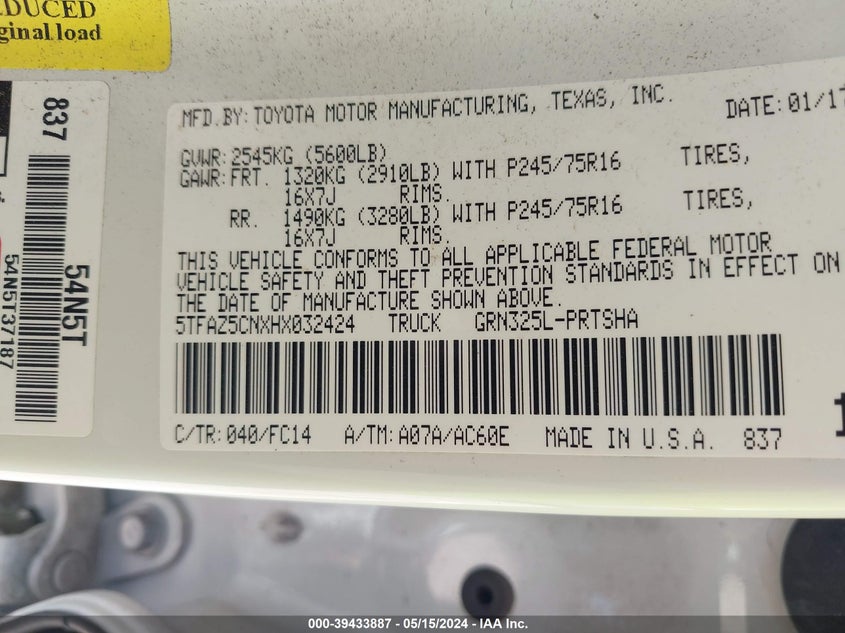 EDUCED
ginal load
837
54N5T
54N5T37187
MFD.BY:TOYOTA MOTOR MANUFACTURING, TEXAS, INC. DATE:01/17
GVWR:2545KG (5600LB)
GAWR:FRT. 1320KG (2910LB) WITH P245/75R16 TIRES,
16X7J RIMS.
RR. 1490KG (3280LB) WITH P245/75R16 TIRES,
16X7J RIMS.
THIS VEHICLE CONFORMS TO ALL APPLICABLE FEDERAL MOTOR
VEHICLE SAFETY AND THEFT PREVENTION STANDARDS IN EFFECT ON
THE DATE OF MANUFACTURE SHOWN ABOVE.
5TFAZ5CNXHX032424 TRUCK GRN325L-PRTSHA
C/TR:040/FC14 A/TM:A07A/AC60E MADE IN U.S.A. 837
000-39433887 - 05/15/2024 - IAA Inc.